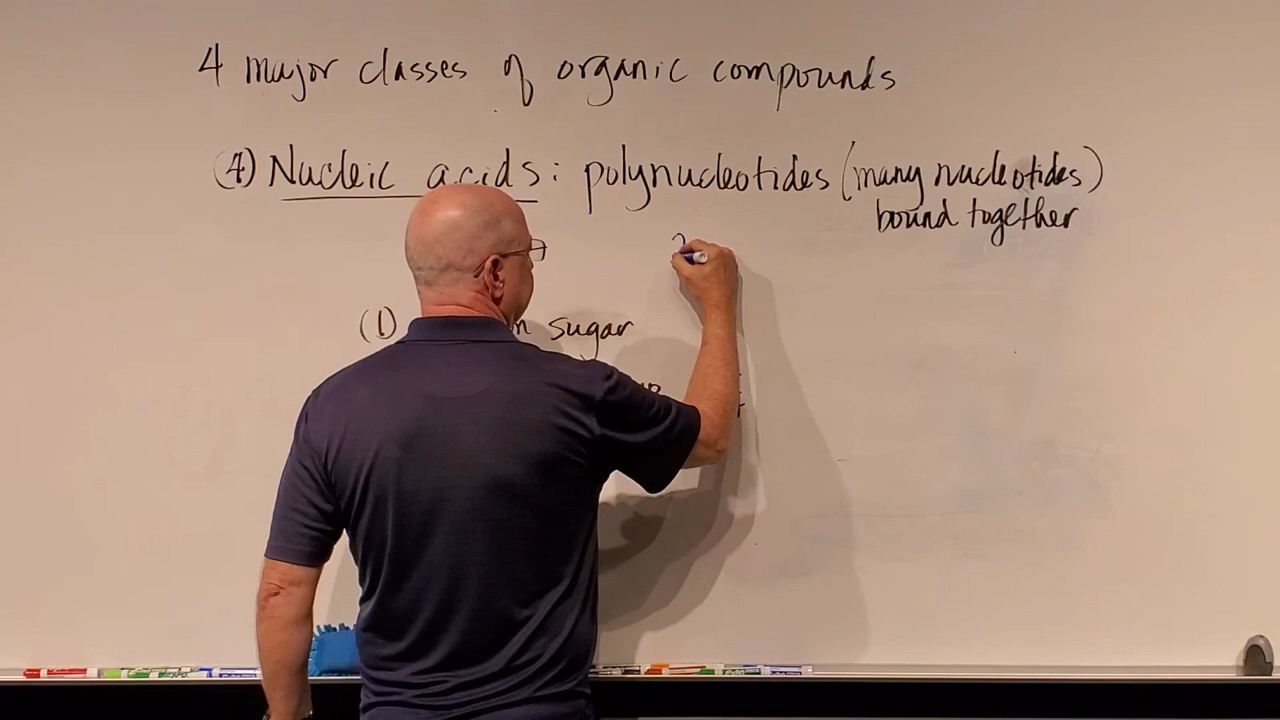 4 major classes of organic compounds
(4) Nucleic acids: polynucleotides (many nucleotides)
bound together
(1) sugar